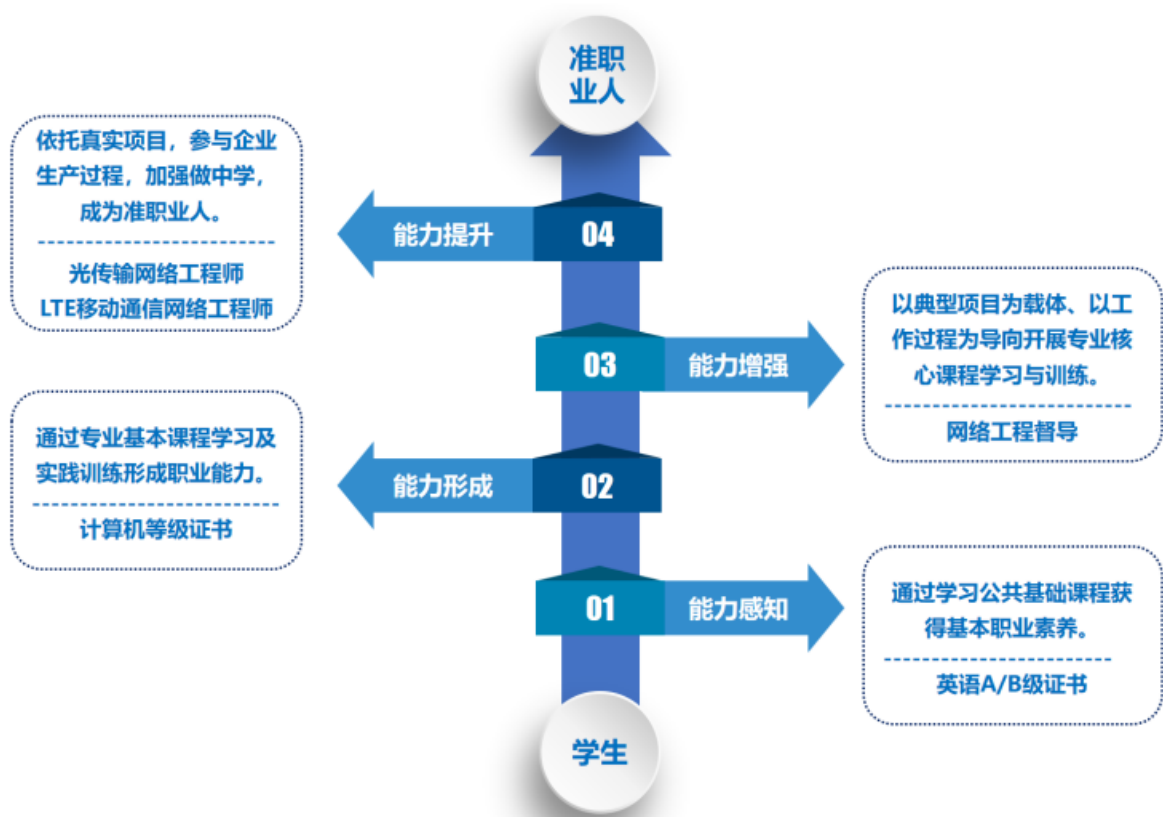 准职
业人
依托真实项目，参与企业
生产过程，加强做中学，
成为准职业人。
光传输网络工程师
LTE移动通信网络工程师
能力提升
04
03
能力增强
以典型项目为载体、以工
作过程为导向开展专业核
心课程学习与训练。
网络工程督导
通过专业基本课程学习及
实践训练形成职业能力。
计算机等级证书
能力形成
02
01
能力感知
通过学习公共基础课程获
得基本职业素养。
英语A/B级证书
学生